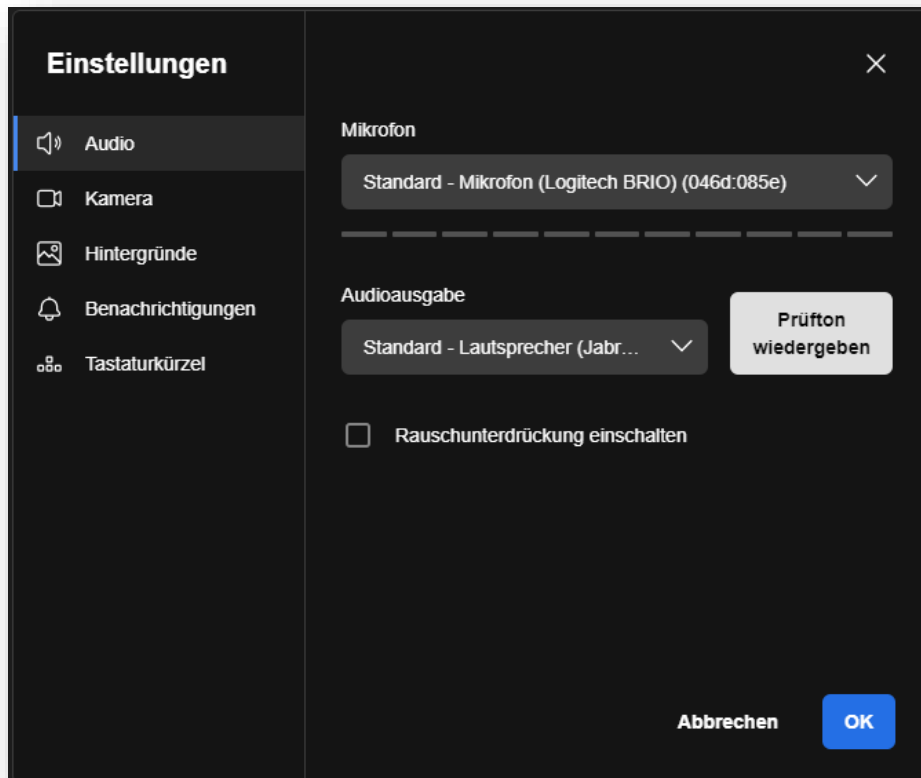 Einstellungen
Audio
Kamera
Hintergründe
Benachrichtigungen
Tastaturkürzel
Mikrofon
Standard - Mikrofon (Logitech BRIO) (046d:085e)
Audioausgabe
Standard - Lautsprecher (Jabr...
Prüfton
wiedergeben
Rauschunterdrückung einschalten
Abbrechen
OK